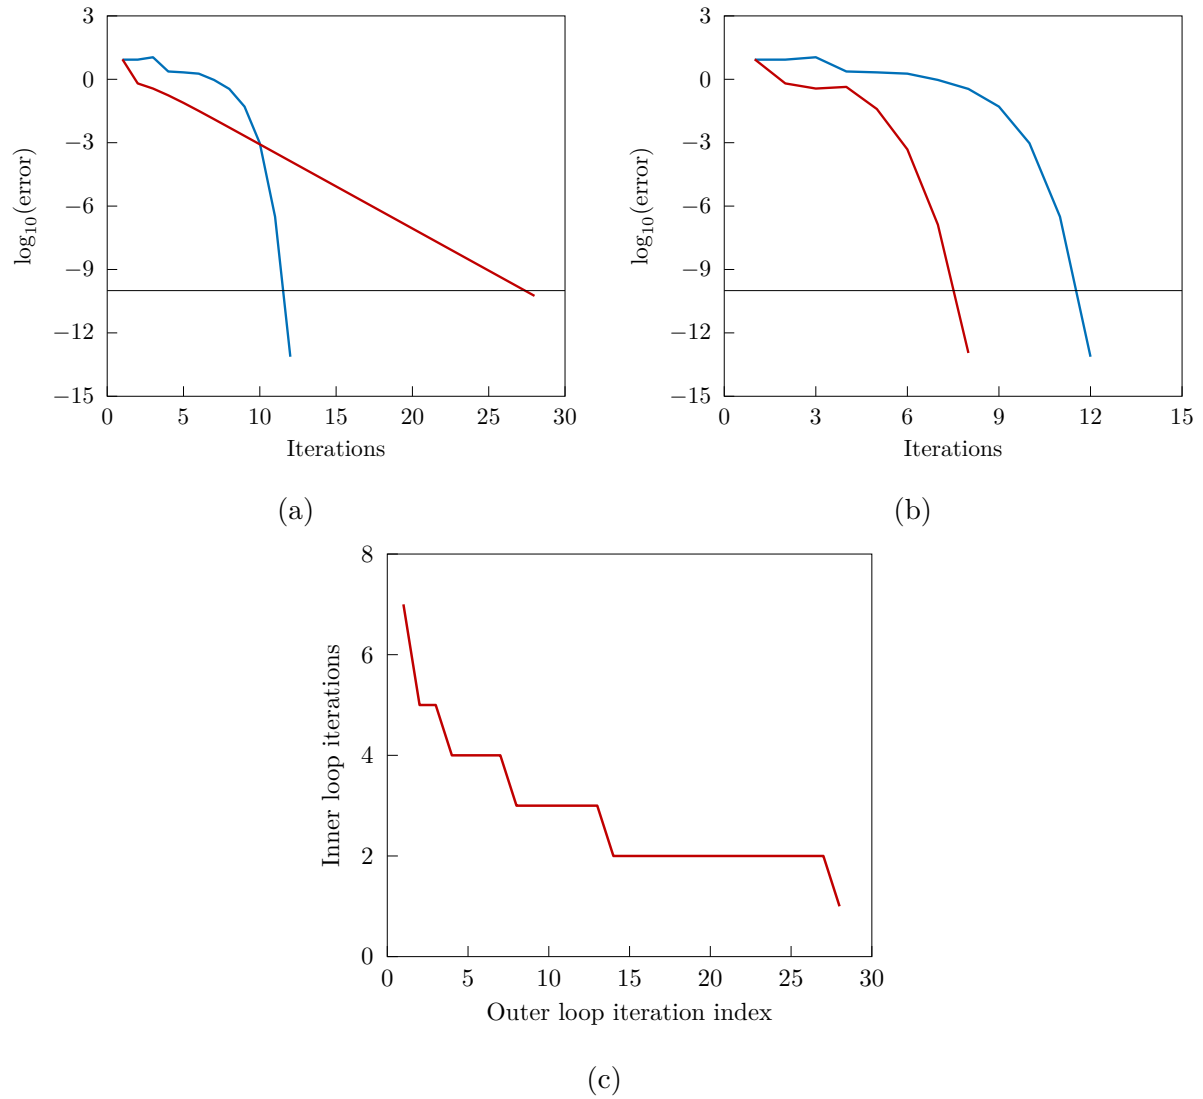 3
0
−3
−6
−9
−12
−15
log10(error)
0 5 10 15 20 25 30
Iterations
(a)
3
0
−3
−6
−9
−12
−15
log10(error)
0 3 6 9 12 15
Iterations
(b)
8
6
4
2
0
Inner loop iterations
0 5 10 15 20 25 30
Outer loop iteration index
(c)